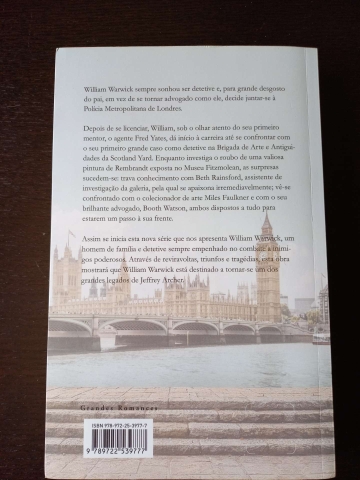 William Warwick sempre sonhou ser detetive e, para grande desgosto
do pai, em vez de se tornar advogado como ele, decide juntar-se à
Polícia Metropolitana de Londres.
Depois de se licenciar, William, sob o olhar atento do seu primeiro
mentor, o agente Fred Yates, dá início à carreira até se confrontar com
o seu primeiro grande caso como detetive na Brigada de Arte e Antigui-
dades da Scotland Yard. Enquanto investiga o roubo de uma valiosa
pintura de Rembrandt exposta no Museu Fitzmolean, as surpresas
sucedem-se: trava conhecimento com Beth Rainsford, assistente de
investigação da galeria, pela qual se apaixona irremediavelmente; vê-se
confrontado com o colecionador de arte Miles Faulkner e com o seu
brilhante advogado, Booth Watson, ambos dispostos a tudo para
estarem um passo à sua frente.
Assim se inicia esta nova série que nos apresenta William Warwick, um
homem de família e detetive sempre empenhado no combate a inimi-
gos poderosos. Através de reviravoltas, triunfos e tragédias, esta obra
mostrará que William Warwick está destinado a tornar-se um dos
grandes legados de Jeffrey Archer.
Grandes Romances
ISBN 978-972-25-3977-7
9 789722 539777